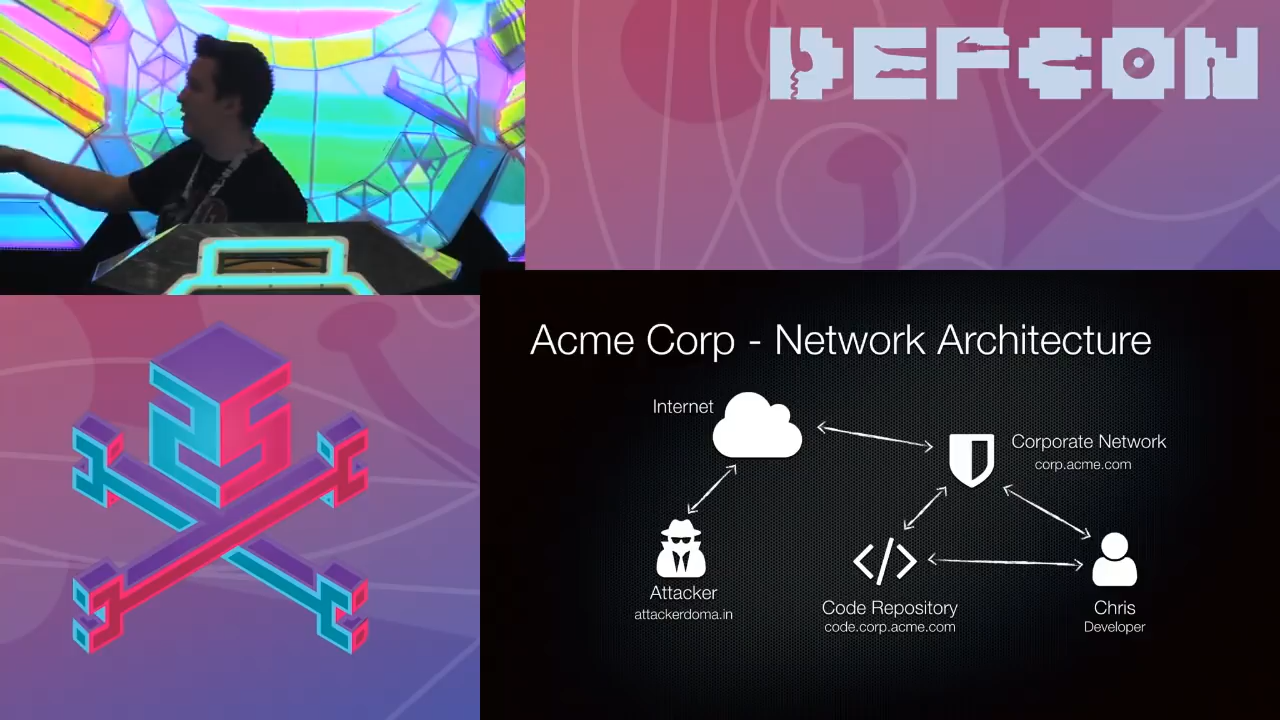 DEFCON
Acme Corp - Network Architecture
Internet
Corporate Network
corp.acme.com
Attacker
attackerdoma.in
Code Repository
code.corp.acme.com
Chris
Developer